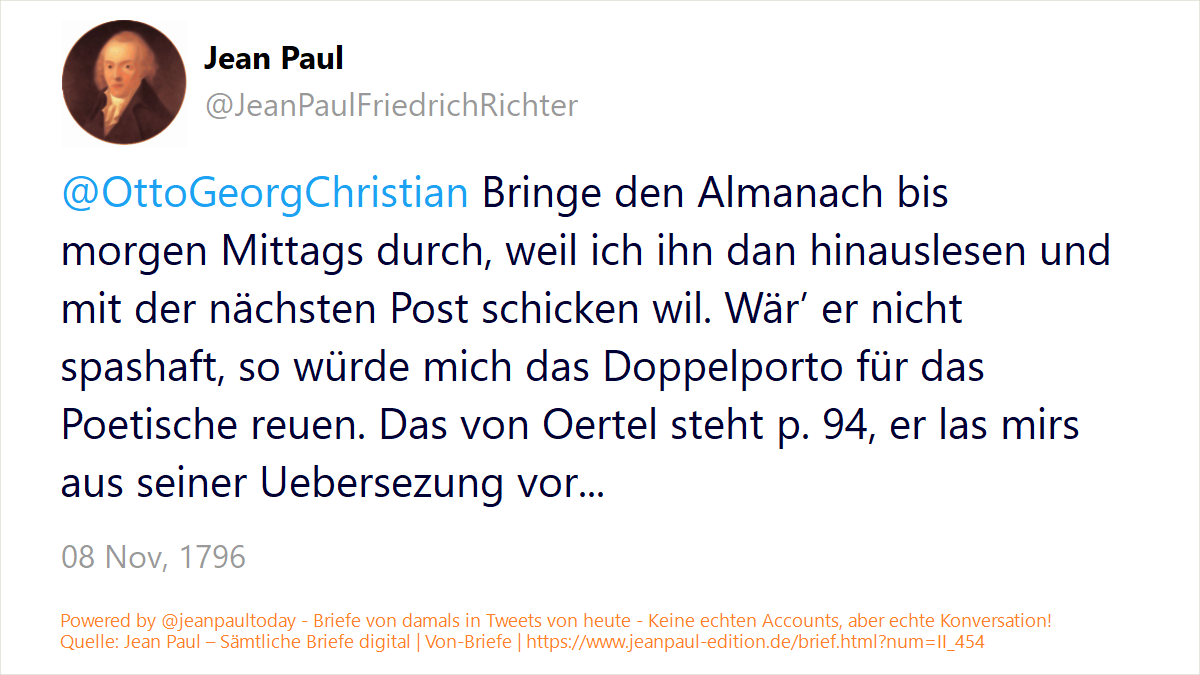 Jean Paul
@JeanPaulFriedrichRichter
@OttoGeorgChristian Bringe den Almanach bis
morgen Mittags durch, weil ich ihn dan hinauslesen und
mit der nächsten Post schicken wil. Wär’ er nicht
spashaft, so würde mich das Doppelporto für das
Poetische reuen. Das von Oertel steht p. 94, er las mirs
aus seiner Uebersezung vor...
08 Nov, 1796
Powered by @jeanpaultoday - Briefe von damals in Tweets von heute - Keine echten Accounts, aber echte Konversation!
Quelle: Jean Paul – Sämtliche Briefe digital | Von-Briefe | https://www.jeanpaul-edition.de/brief.html?num=II_454